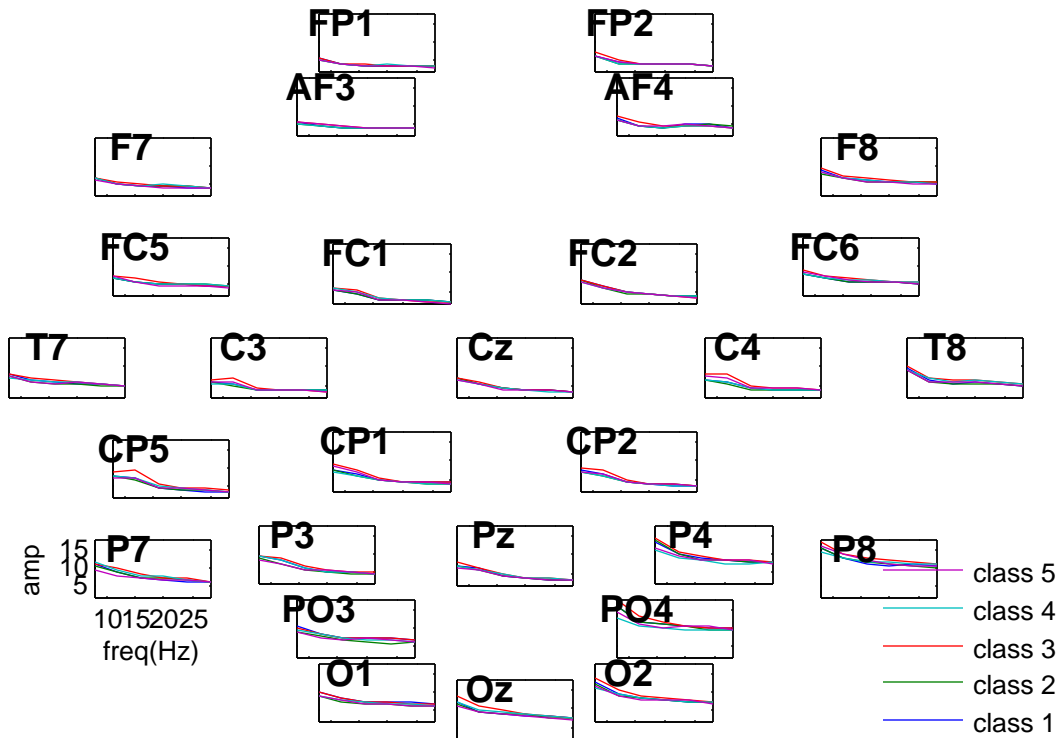 FP1 FP2
AF3 AF4
F7 F8
FC5 FC1 FC2 FC6
T7 C3 Cz C4 T8
CP5 CP1 CP2
P7 P3 Pz P4 P8
15
10
5
amp
10152025
freq(Hz)
PO3 PO4
O1 Oz O2
class 5
class 4
class 3
class 2
class 1